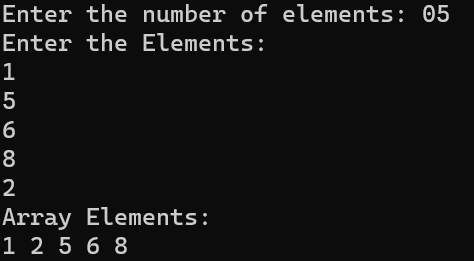 Enter the number of elements: 05
Enter the Elements:
1
5
6
8
2
Array Elements:
1 2 5 6 8